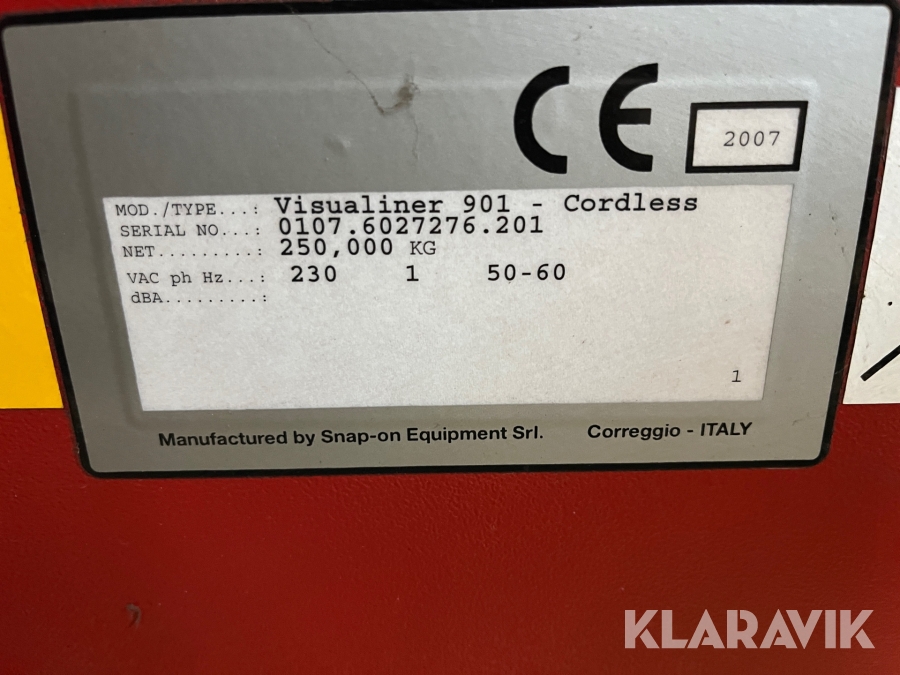 CE 2007
MOD./TYPE...: Visualiner 901 - Cordless
SERIAL NO...: 0107.6027276.201
NET.........: 250,000 KG
VAC ph Hz...: 230 1 50-60
dBA.........:
1
Manufactured by Snap-on Equipment Srl. Correggio - ITALY
KLARAVIK